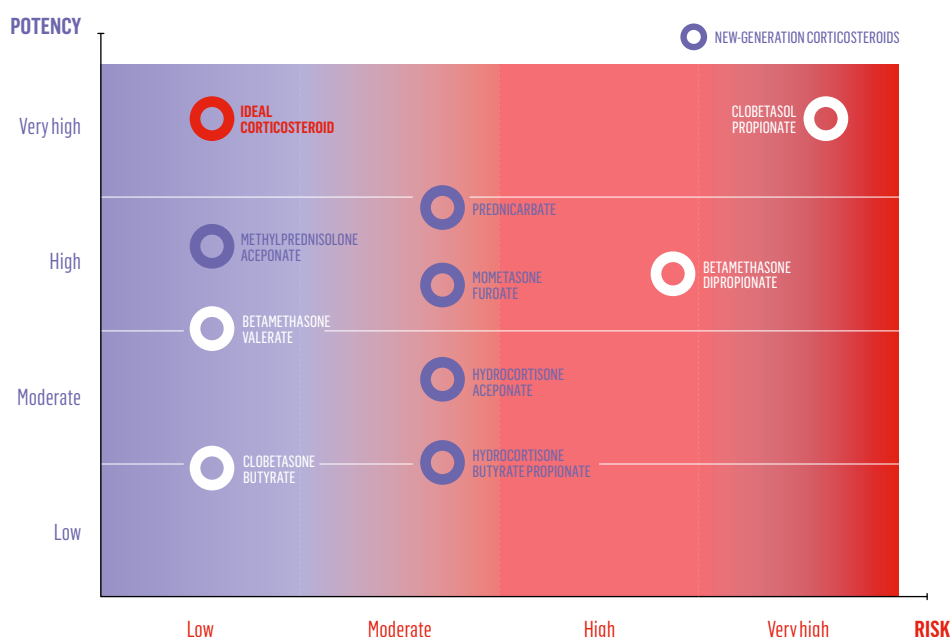 POTENCY
NEW-GENERATION CORTICOSTEROIDS
Very high
IDEAL
CORTICOSTEROID
CLOBETASOL
PROPIONATE
PREDNICARBATE
High
METHYLPREDNISOLONE
ACEPONATE
MOMETASONE
FUROATE
BETAMETHASONE
DIPROPIONATE
BETAMETHASONE
VALERATE
Moderate
HYDROCORTISONE
ACEPONATE
CLOBETASONE
BUTYRATE
HYDROCORTISONE
BUTYRATE PROPIONATE
Low
Low
Moderate
High
Very high
RISK